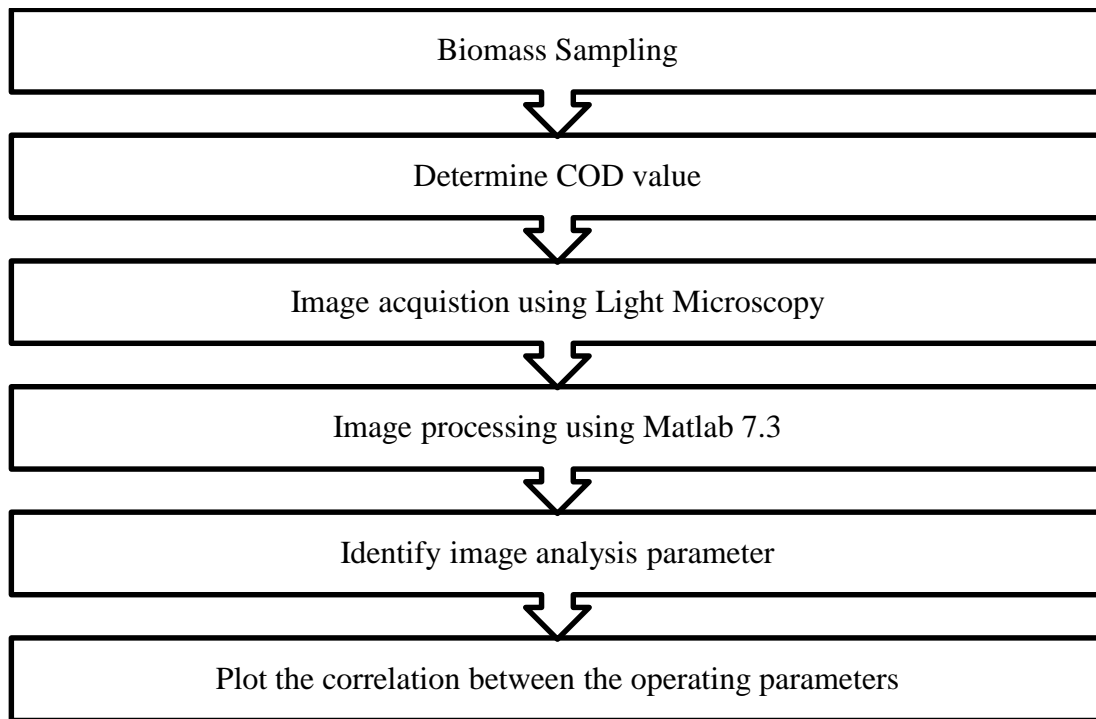 Biomass Sampling
Determine COD value
Image acquistion using Light Microscopy
Image processing using Matlab 7.3
Identify image analysis parameter
Plot the correlation between the operating parameters